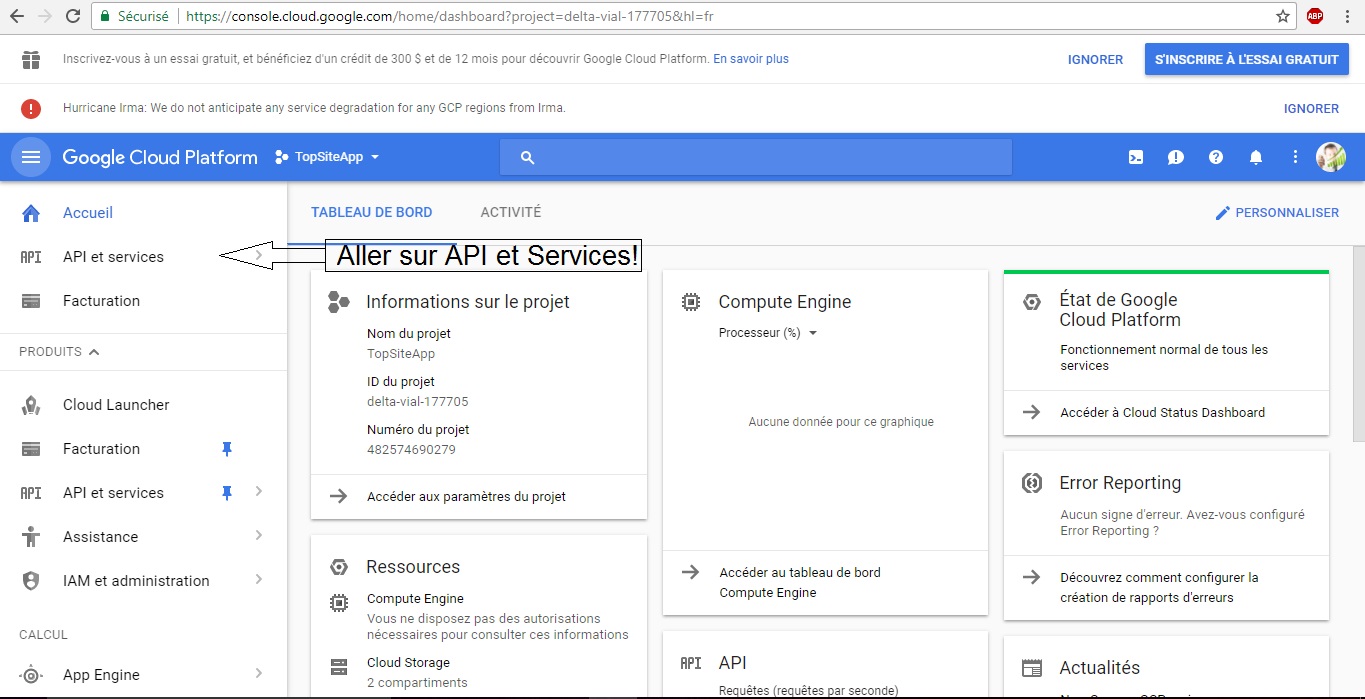 Sécurisé
https://console.cloud.google.com/home/dashboard?project=delta-vial-177705&hl=fr
ABP
Inscrivez-vous à un essai gratuit, et bénéficiez d'un crédit de 300 $ et de 12 mois pour découvrir Google Cloud Platform. En savoir plus
IGNORER
S'INSCRIRE À L'ESSAI GRATUIT
Hurricane Irma: We do not anticipate any service degradation for any GCP regions from Irma.
IGNORER
Google Cloud Platform
TopSiteApp
Accueil
API et services
Facturation
PRODUITS
Cloud Launcher
Facturation
API et services
Assistance
IAM et administration
CALCUL
App Engine
TABLEAU DE BORD
ACTIVITÉ
PERSONNALISER
Aller sur API et Services!
Informations sur le projet
Nom du projet
TopSiteApp
ID du projet
delta-vial-177705
Numéro du projet
482574690279
Accéder aux paramètres du projet
Ressources
Compute Engine
Vous ne disposez pas des autorisations
nécessaires pour consulter ces informations
Cloud Storage
2 compartiments
Compute Engine
Processeur (%)
Aucune donnée pour ce graphique
Accéder au tableau de bord
Compute Engine
API
API
Requêtes (requêtes par seconde)
État de Google
Cloud Platform
Fonctionnement normal de tous les
services
Accéder à Cloud Status Dashboard
Error Reporting
Aucun signe d'erreur. Avez-vous configuré
Error Reporting ?
Découvrez comment configurer la
création de rapports d'erreurs
Actualités